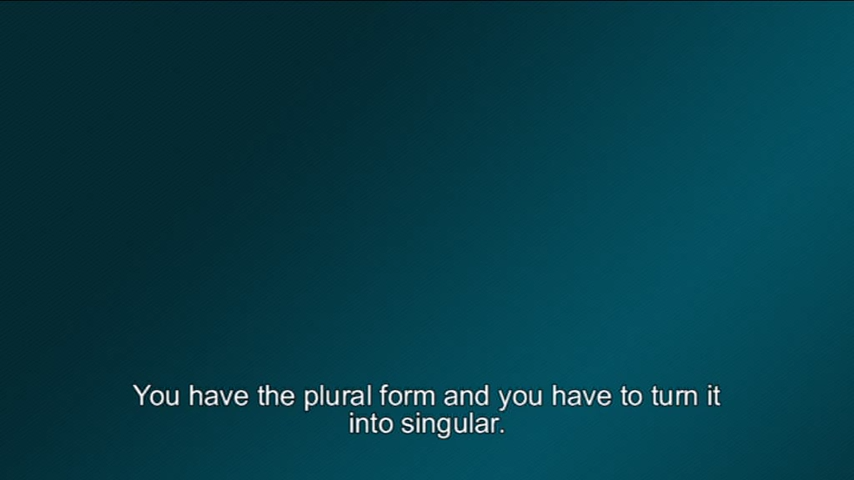 You have the plural form and you have to turn it
into singular.